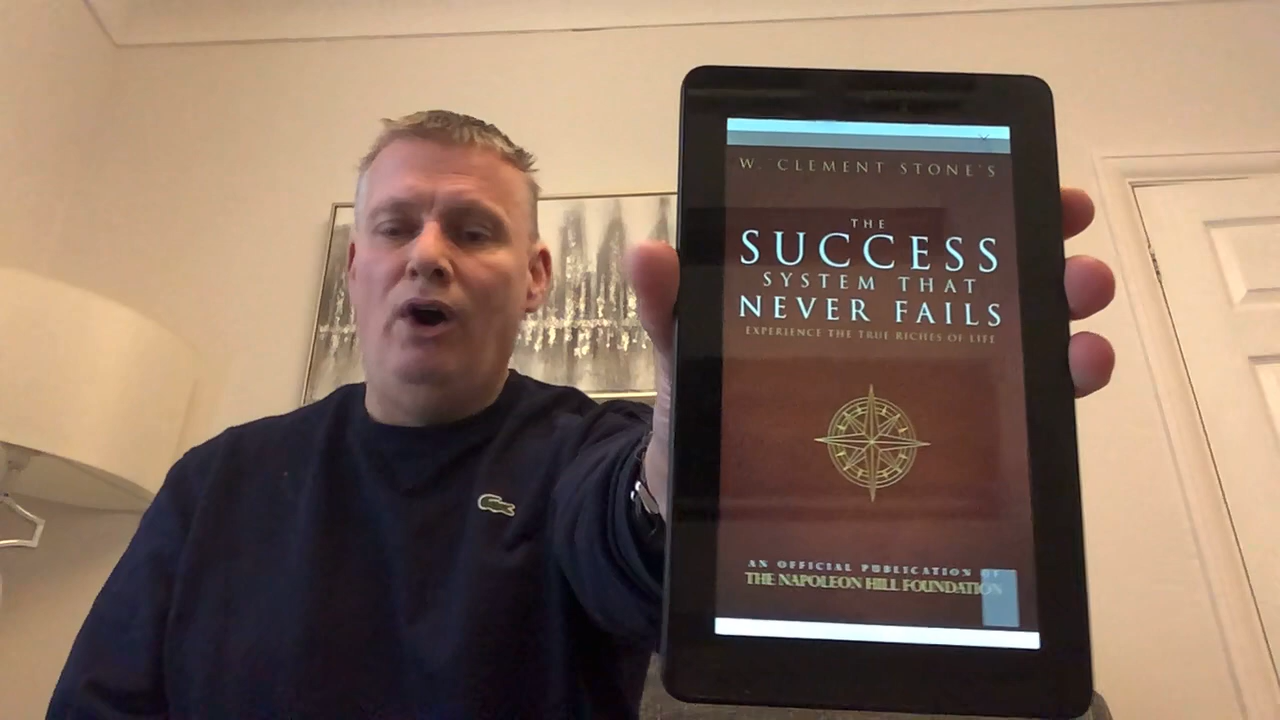 W. CLEMENT STONE'S
THE
SUCCESS
SYSTEM THAT
NEVER FAILS
EXPERIENCE THE TRUE RICHES OF LIFE
AN OFFICIAL PUBLICATION OF
THE NAPOLEON HILL FOUNDATION